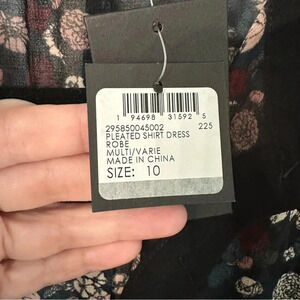 1 94698 31592 5
295850045002 225
PLEATED SHIRT DRESS
ROBE
MULTI/VARIE
MADE IN CHINA
SIZE: 10